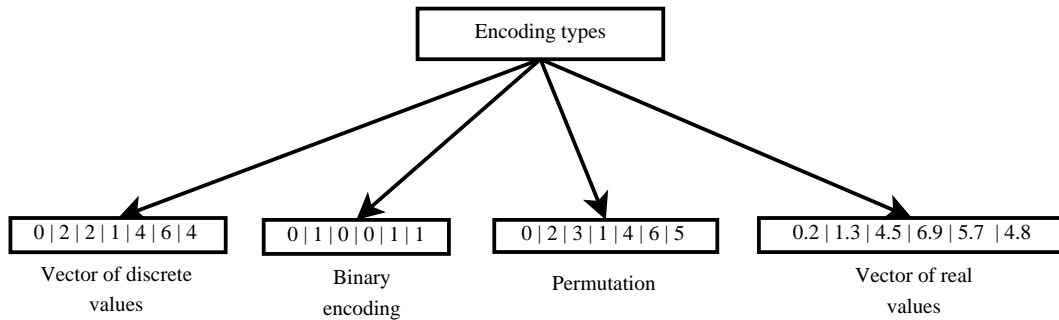 Encoding types
0 | 2 | 2 | 1 | 4 | 6 | 4
0 | 1 | 0 | 0 | 1 | 1
0 | 2 | 3 | 1 | 4 | 6 | 5
0.2 | 1.3 | 4.5 | 6.9 | 5.7 | 4.8
Vector of discrete
values
Binary
encoding
Permutation
Vector of real
values